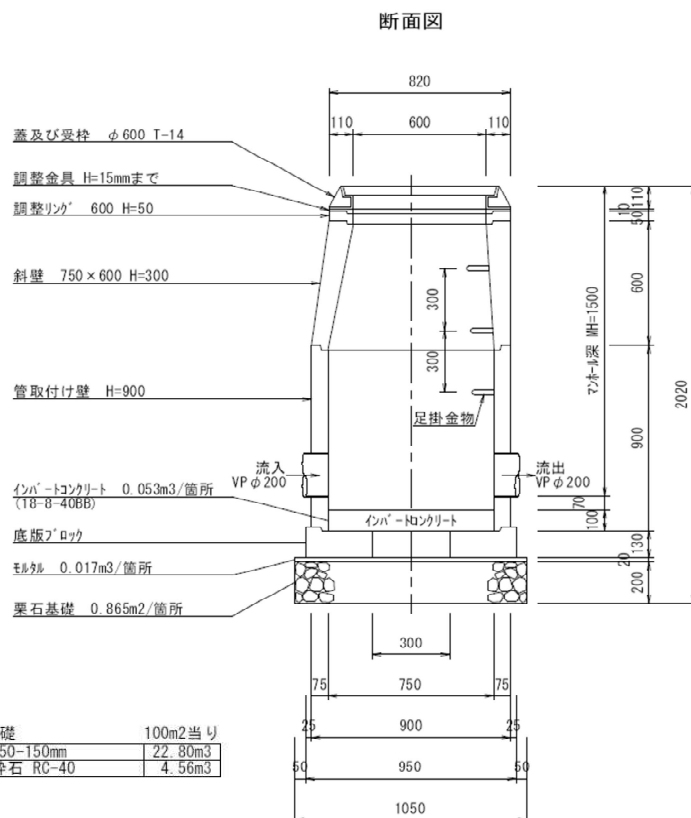 断面図
820
110 600 110
蓋及び受枠 φ600 T-14
調整金具 H=15mmまで
調整リング 600 H=50
斜壁 750×600 H=300
管取付け壁 H=900
インバートコンクリート 0.053m3/箇所
(18-8-40BB)
底版ブロック
モルタル 0.017m3/箇所
栗石基礎 0.865m2/箇所
300
300
足掛金物
流入
VPφ200
流出
VPφ200
インバートコンクリート
マンホール深 MH=1500
70
100
110
10
50
600
900
130
20
200
2020
300
75 750 75
25 900 25
50 950 50
1050
礎 100m2当り
50-150mm 22.80m3
砕石 RC-40 4.56m3